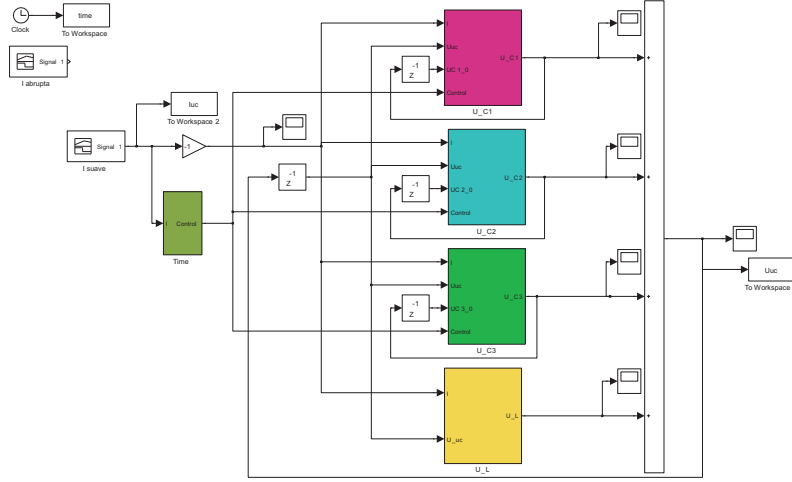 Clock
time
To Workspace
Signal 1
I abrupta
Iuc
To Workspace 2
Signal 1
I suave
-1
I
Control
Time
-1
Z
I
Uuc
UC 1_0
Control
U_C1
U_C1
-1
Z
I
Uuc
UC 2_0
Control
U_C2
U_C2
-1
Z
I
Uuc
UC 3_0
Control
U_C3
U_C3
-1
Z
I
U_uc
U_L
U_L
+
+
+
+
Uuc
To Workspace